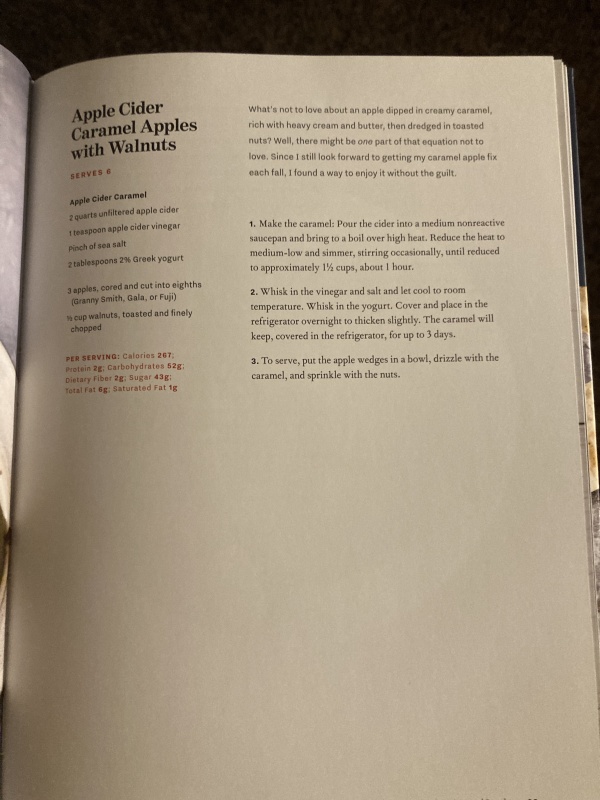 Apple Cider
Caramel Apples
with Walnuts
SERVES 6
Apple Cider Caramel
2 quarts unfiltered apple cider
1 teaspoon apple cider vinegar
Pinch of sea salt
2 tablespoons 2% Greek yogurt
3 apples, cored and cut into eighths
(Granny Smith, Gala, or Fuji)
½ cup walnuts, toasted and finely
chopped
PER SERVING: Calories 267;
Protein 2g; Carbohydrates 52g;
Dietary Fiber 2g; Sugar 43g;
Total Fat 6g; Saturated Fat 1g
What's not to love about an apple dipped in creamy caramel,
rich with heavy cream and butter, then dredged in toasted
nuts? Well, there might be one part of that equation not to
love. Since I still look forward to getting my caramel apple fix
each fall, I found a way to enjoy it without the guilt.
1. Make the caramel: Pour the cider into a medium nonreactive
saucepan and bring to a boil over high heat. Reduce the heat to
medium-low and simmer, stirring occasionally, until reduced
to approximately 1½ cups, about 1 hour.
2. Whisk in the vinegar and salt and let cool to room
temperature. Whisk in the yogurt. Cover and place in the
refrigerator overnight to thicken slightly. The caramel will
keep, covered in the refrigerator, for up to 3 days.
3. To serve, put the apple wedges in a bowl, drizzle with the
caramel, and sprinkle with the nuts.